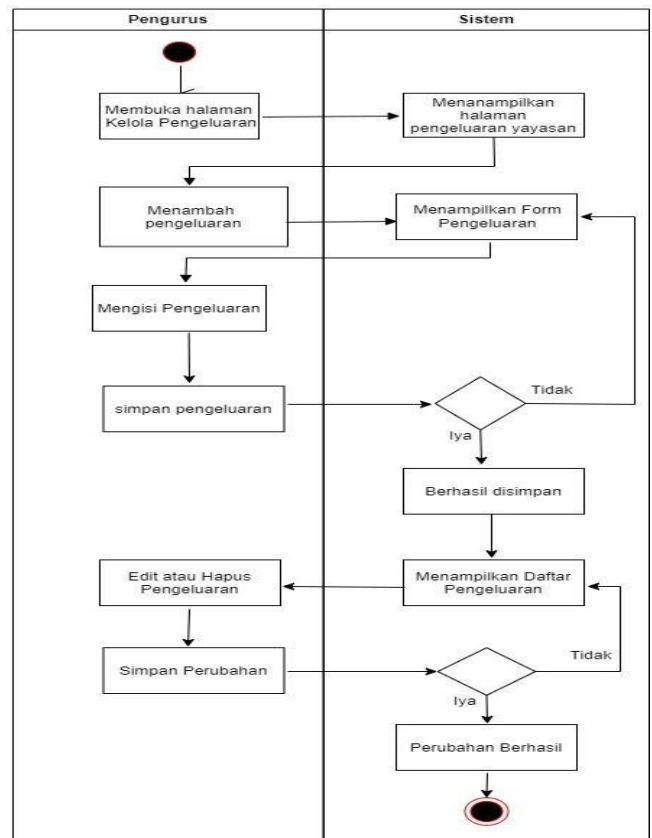 Pengurus
Sistem
Membuka halaman
Kelola Pengeluaran
Menanampilkan
halaman
pengeluaran yayasan
Menambah
pengeluaran
Menampilkan Form
Pengeluaran
Mengisi Pengeluaran
simpan pengeluaran
Tidak
Iya
Berhasil disimpan
Edit atau Hapus
Pengeluaran
Menampilkan Daftar
Pengeluaran
Simpan Perubahan
Tidak
Iya
Perubahan Berhasil